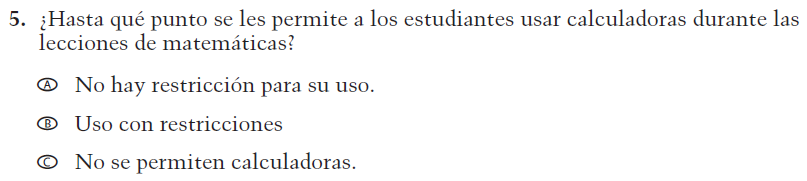 5. ¿Hasta qué punto se les permite a los estudiantes usar calculadoras durante las
lecciones de matemáticas?
Ⓐ No hay restricción para su uso.
Ⓑ Uso con restricciones
Ⓒ No se permiten calculadoras.